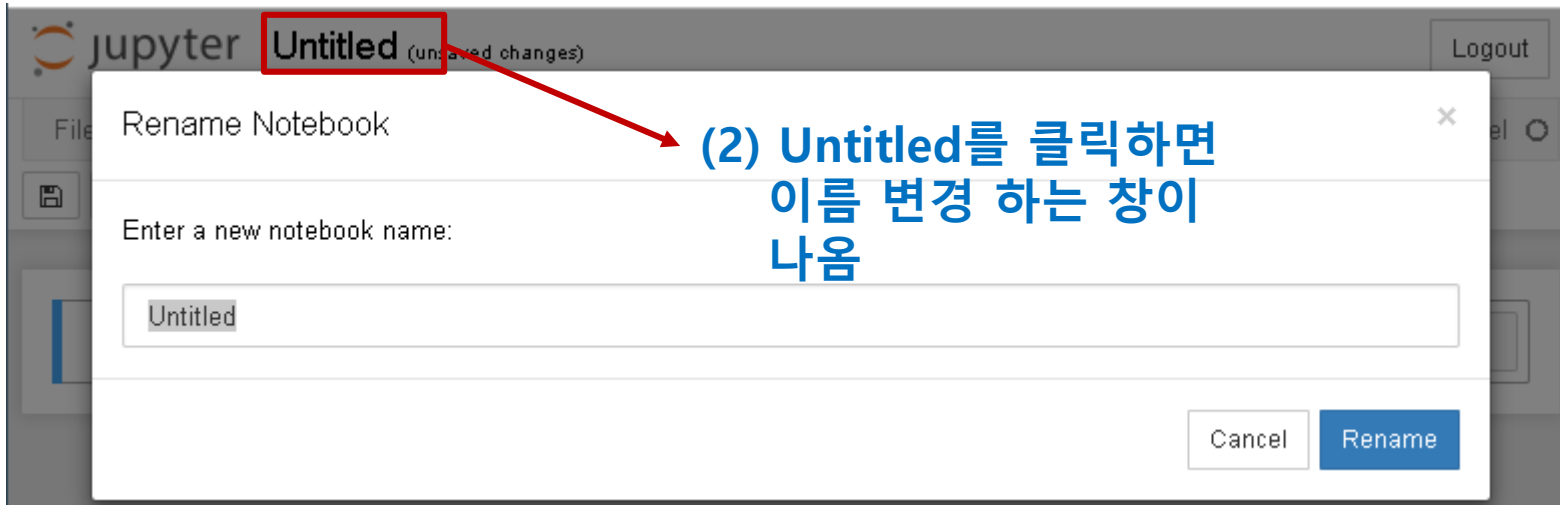 jupyter Untitled (unsaved changes) Logout
File Rename Notebook × el
(2) Untitled를 클릭하면
이름 변경 하는 창이
나옴
Enter a new notebook name:
Untitled
Cancel Rename